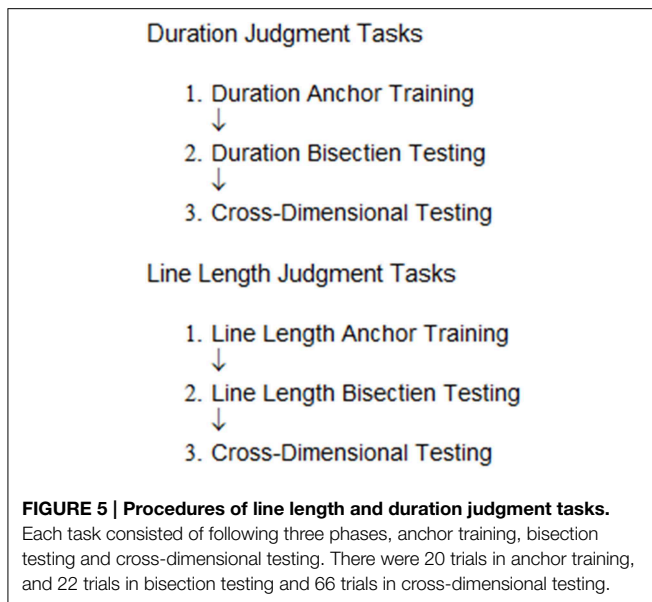 Duration Judgment Tasks
1. Duration Anchor Training
↓
2. Duration Bisectien Testing
↓
3. Cross-Dimensional Testing
Line Length Judgment Tasks
1. Line Length Anchor Training
↓
2. Line Length Bisectien Testing
↓
3. Cross-Dimensional Testing
FIGURE 5 | Procedures of line length and duration judgment tasks.
Each task consisted of following three phases, anchor training, bisection
testing and cross-dimensional testing. There were 20 trials in anchor training,
and 22 trials in bisection testing and 66 trials in cross-dimensional testing.